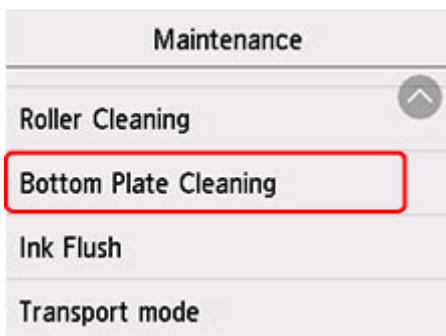 Maintenance
Roller Cleaning
Bottom Plate Cleaning
Ink Flush
Transport mode